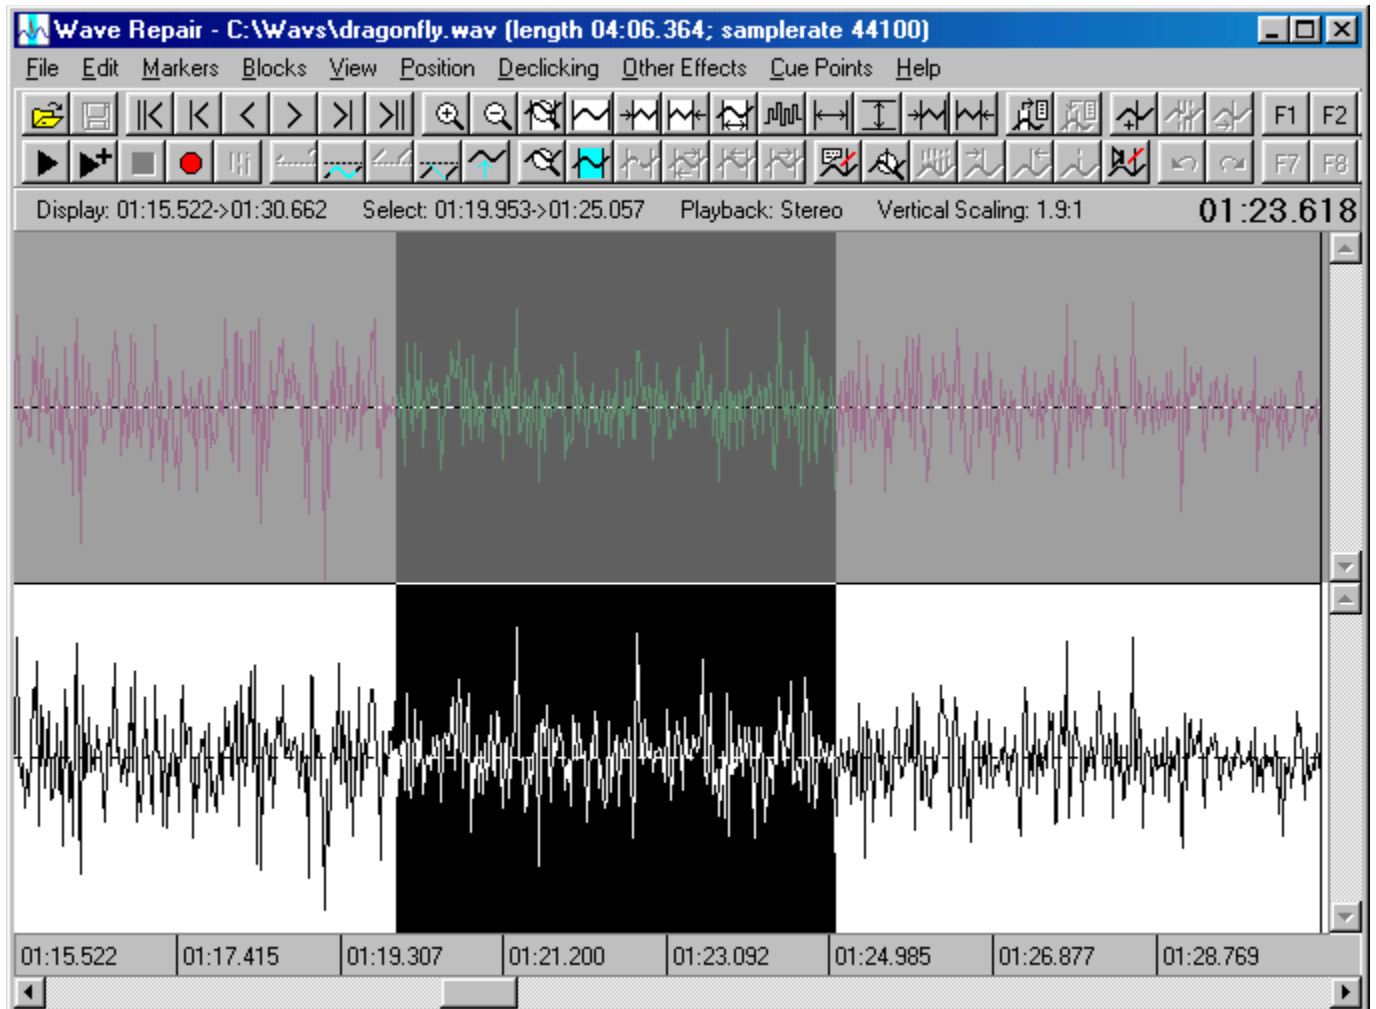 Wave Repair - C:\Wavs\dragonfly.wav (length 04:06.364; samplerate 44100)
File Edit Markers Blocks View Position Declicking Other Effects Cue Points Help
F1 F2
F7 F8
Display: 01:15.522->01:30.662 Select: 01:19.953->01:25.057 Playback: Stereo Vertical Scaling: 1.9:1 01:23.618
01:15.522 01:17.415 01:19.307 01:21.200 01:23.092 01:24.985 01:26.877 01:28.769